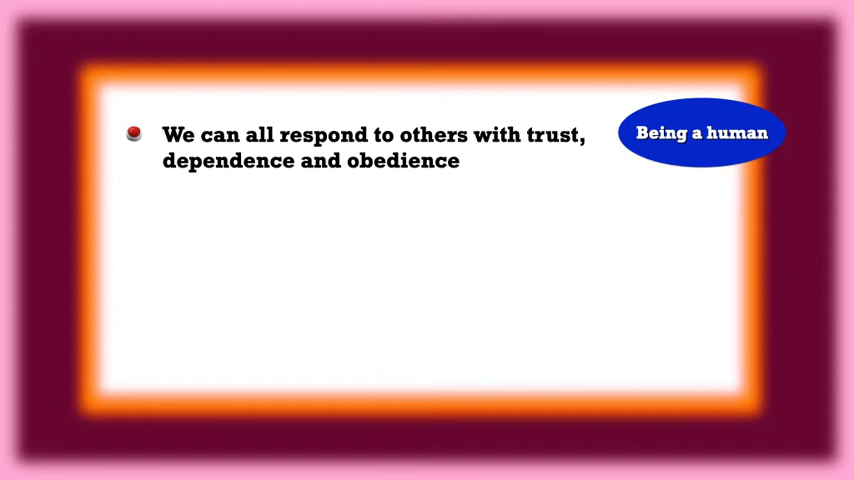 We can all respond to others with trust,
dependence and obedience
Being a human